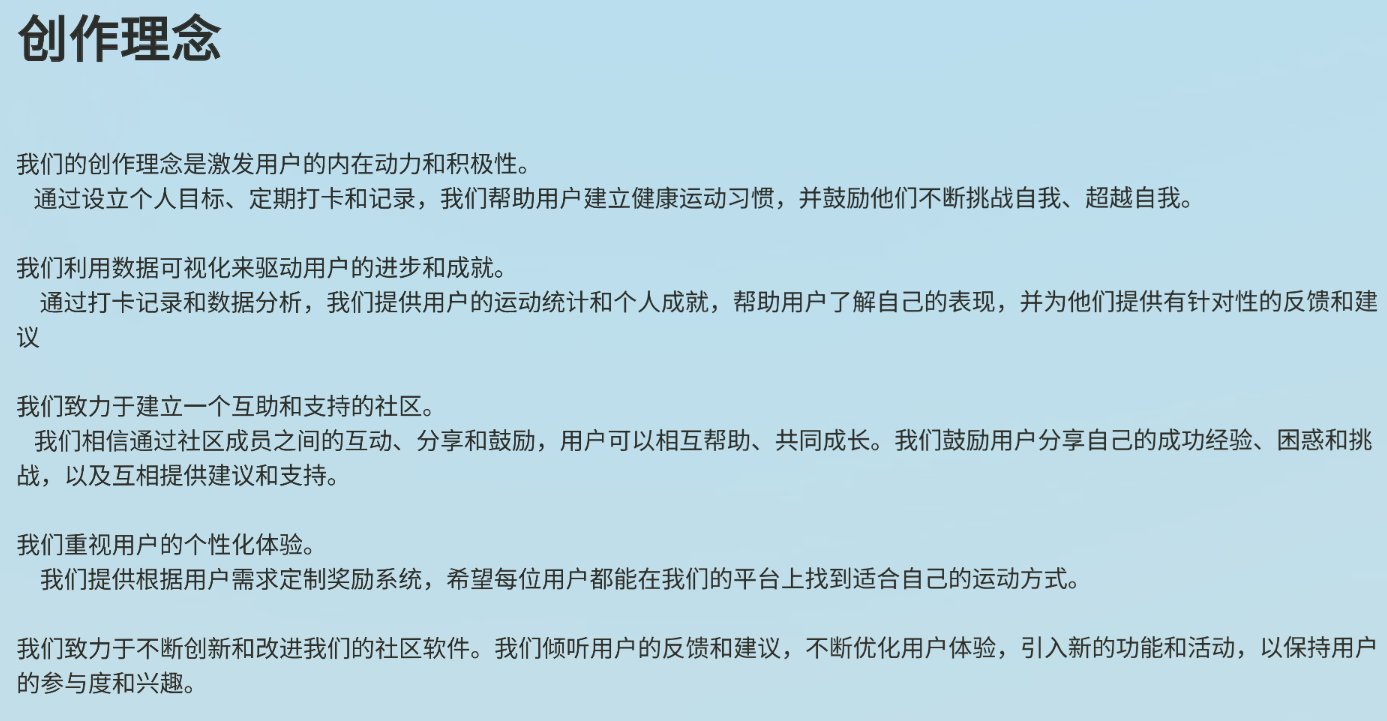 创作理念
我们的创作理念是激发用户的内在动力和积极性。
通过设立个人目标、定期打卡和记录，我们帮助用户建立健康运动习惯，并鼓励他们不断挑战自我、超越自我。
我们利用数据可视化来驱动用户的进步和成就。
通过打卡记录和数据分析，我们提供用户的运动统计和个人成就，帮助用户了解自己的表现，并为他们提供有针对性的反馈和建
议
我们致力于建立一个互助和支持的社区。
我们相信通过社区成员之间的互动、分享和鼓励，用户可以相互帮助、共同成长。我们鼓励用户分享自己的成功经验、困惑和挑
战，以及互相提供建议和支持。
我们重视用户的个性化体验。
我们提供根据用户需求定制奖励系统，希望每位用户都能在我们的平台上找到适合自己的运动方式。
我们致力于不断创新和改进我们的社区软件。我们倾听用户的反馈和建议，不断优化用户体验，引入新的功能和活动，以保持用户
的参与度和兴趣。